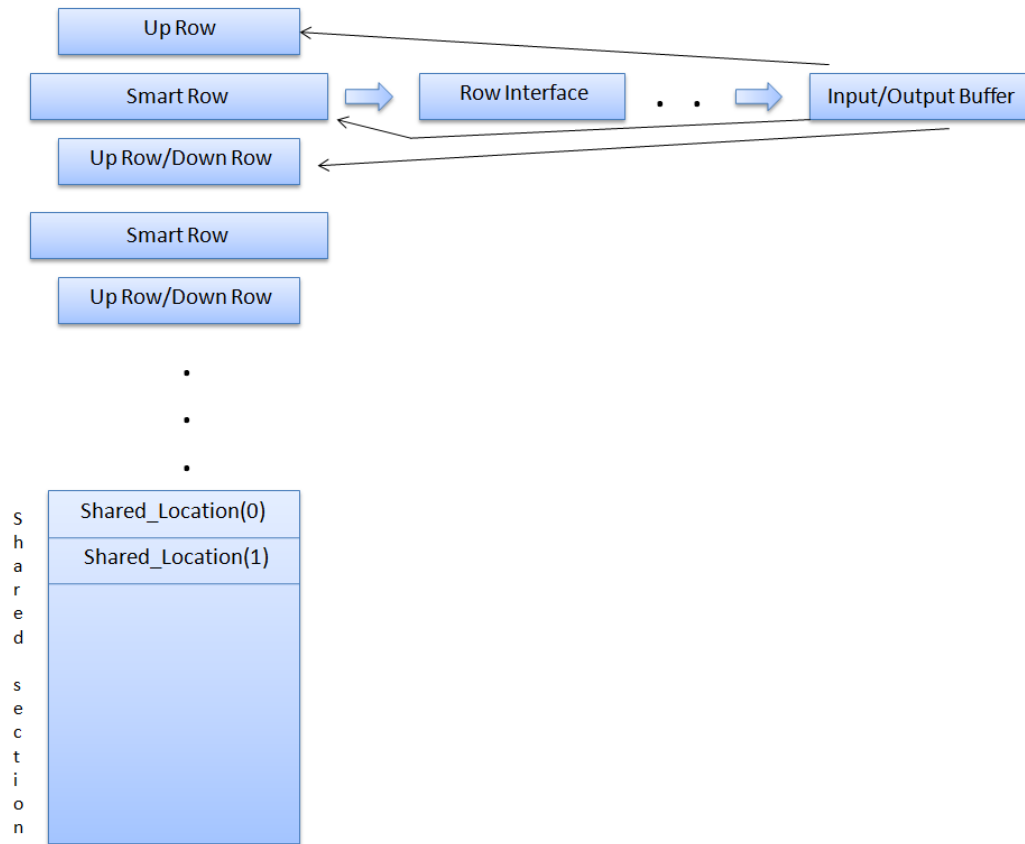 Up Row
Smart Row
Row Interface
. .
Input/Output Buffer
Up Row/Down Row
Smart Row
Up Row/Down Row
.
.
.
Shared_Location(0)
Shared_Location(1)
Shared section